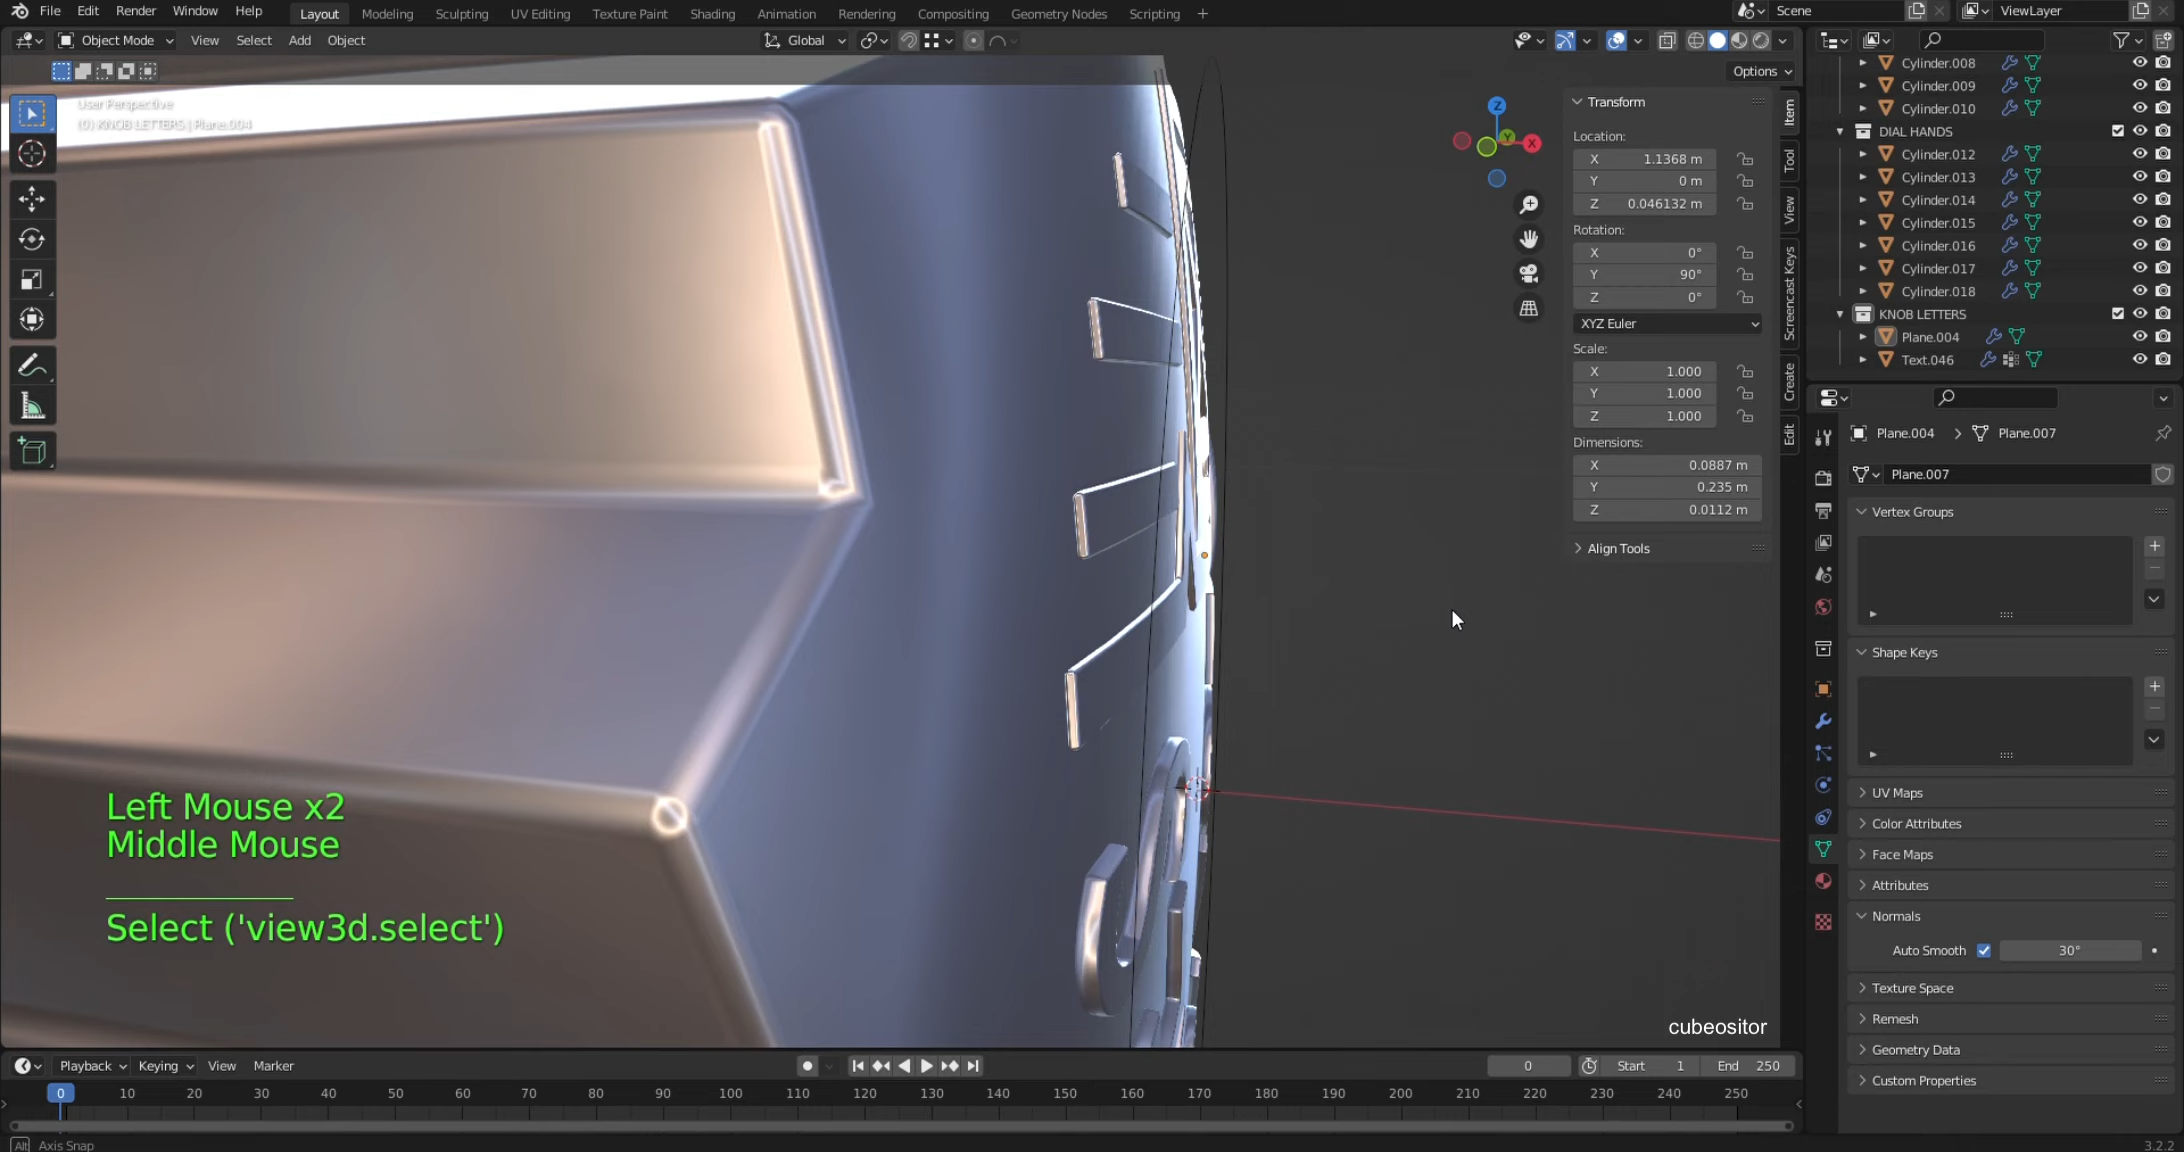 File Edit Render Window Help
Layout Modeling Sculpting UV Editing Texture Paint Shading Animation Rendering Compositing Geometry Nodes Scripting +
Scene
ViewLayer
Object Mode View Select Add Object
Global
Options
User Perspective
(0) KNOB LETTERS | Plane.004
Z
Y
X
Transform
Location:
X 1.1368 m
Y 0 m
Z 0.046132 m
Rotation:
X 0°
Y 90°
Z 0°
XYZ Euler
Scale:
X 1.000
Y 1.000
Z 1.000
Dimensions:
X 0.0887 m
Y 0.235 m
Z 0.0112 m
Align Tools
Item
Tool
View
Screencast Keys
Create
Edit
Cylinder.008
Cylinder.009
Cylinder.010
DIAL HANDS
Cylinder.012
Cylinder.013
Cylinder.014
Cylinder.015
Cylinder.016
Cylinder.017
Cylinder.018
KNOB LETTERS
Plane.004
Text.046
Plane.004 > Plane.007
Plane.007
Vertex Groups
Shape Keys
UV Maps
Color Attributes
Face Maps
Attributes
Normals
Auto Smooth 30°
Texture Space
Remesh
Geometry Data
Custom Properties
Left Mouse x2
Middle Mouse
Select ('view3d.select')
cubeositor
Playback Keying View Marker
0 Start 1 End 250
0 10 20 30 40 50 60 70 80 90 100 110 120 130 140 150 160 170 180 190 200 210 220 230 240 250
Alt Axis Snap
3.2.2